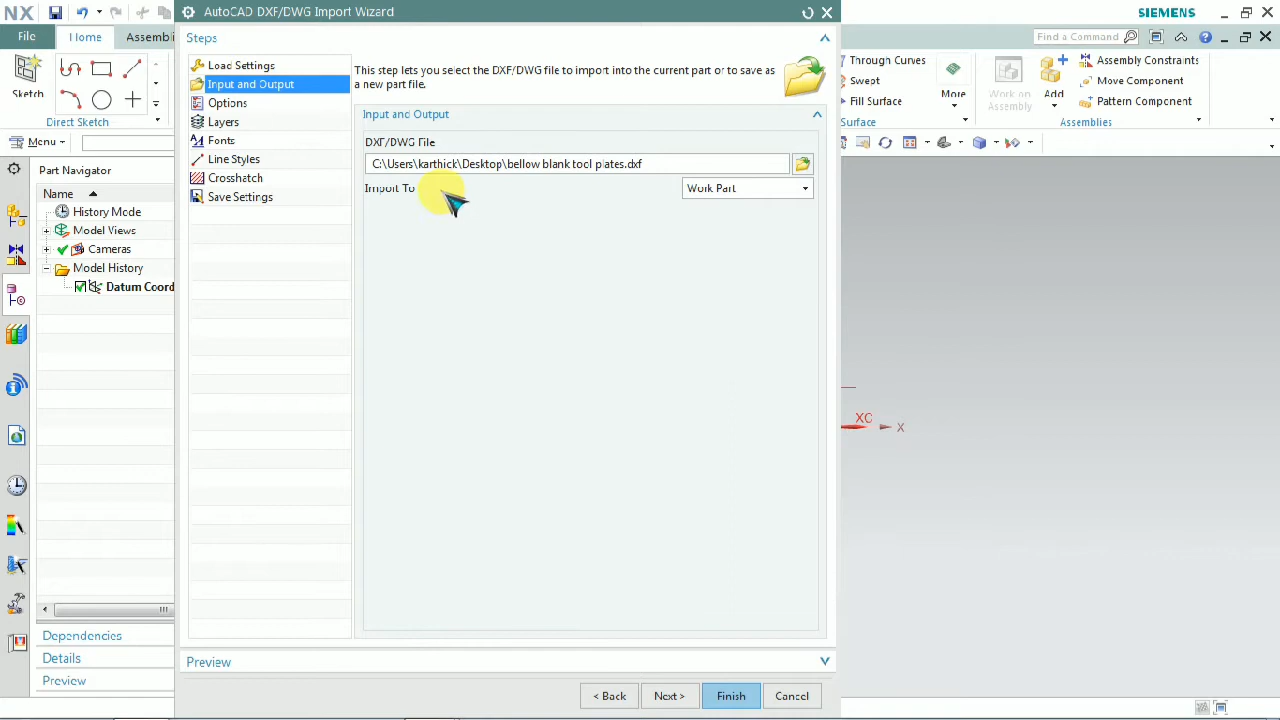 NX
AutoCAD DXF/DWG Import Wizard
SIEMENS
File
Home
Assembli
Find a Command
Steps
Load Settings
Input and Output
Options
Layers
Fonts
Line Styles
Crosshatch
Save Settings
This step lets you select the DXF/DWG file to import into the current part or to save as
a new part file.
Input and Output
DXF/DWG File
C:\Users\karthick\Desktop\bellow blank tool plates.dxf
Import To
Work Part
Sketch
Direct Sketch
Menu
Through Curves
Swept
Fill Surface
More
Surface
Work on
Assembly
Add
Assembly Constraints
Move Component
Pattern Component
Assemblies
Part Navigator
Name
History Mode
Model Views
Cameras
Model History
Datum Coord
XC
X
Dependencies
Details
Preview
Preview
< Back
Next >
Finish
Cancel